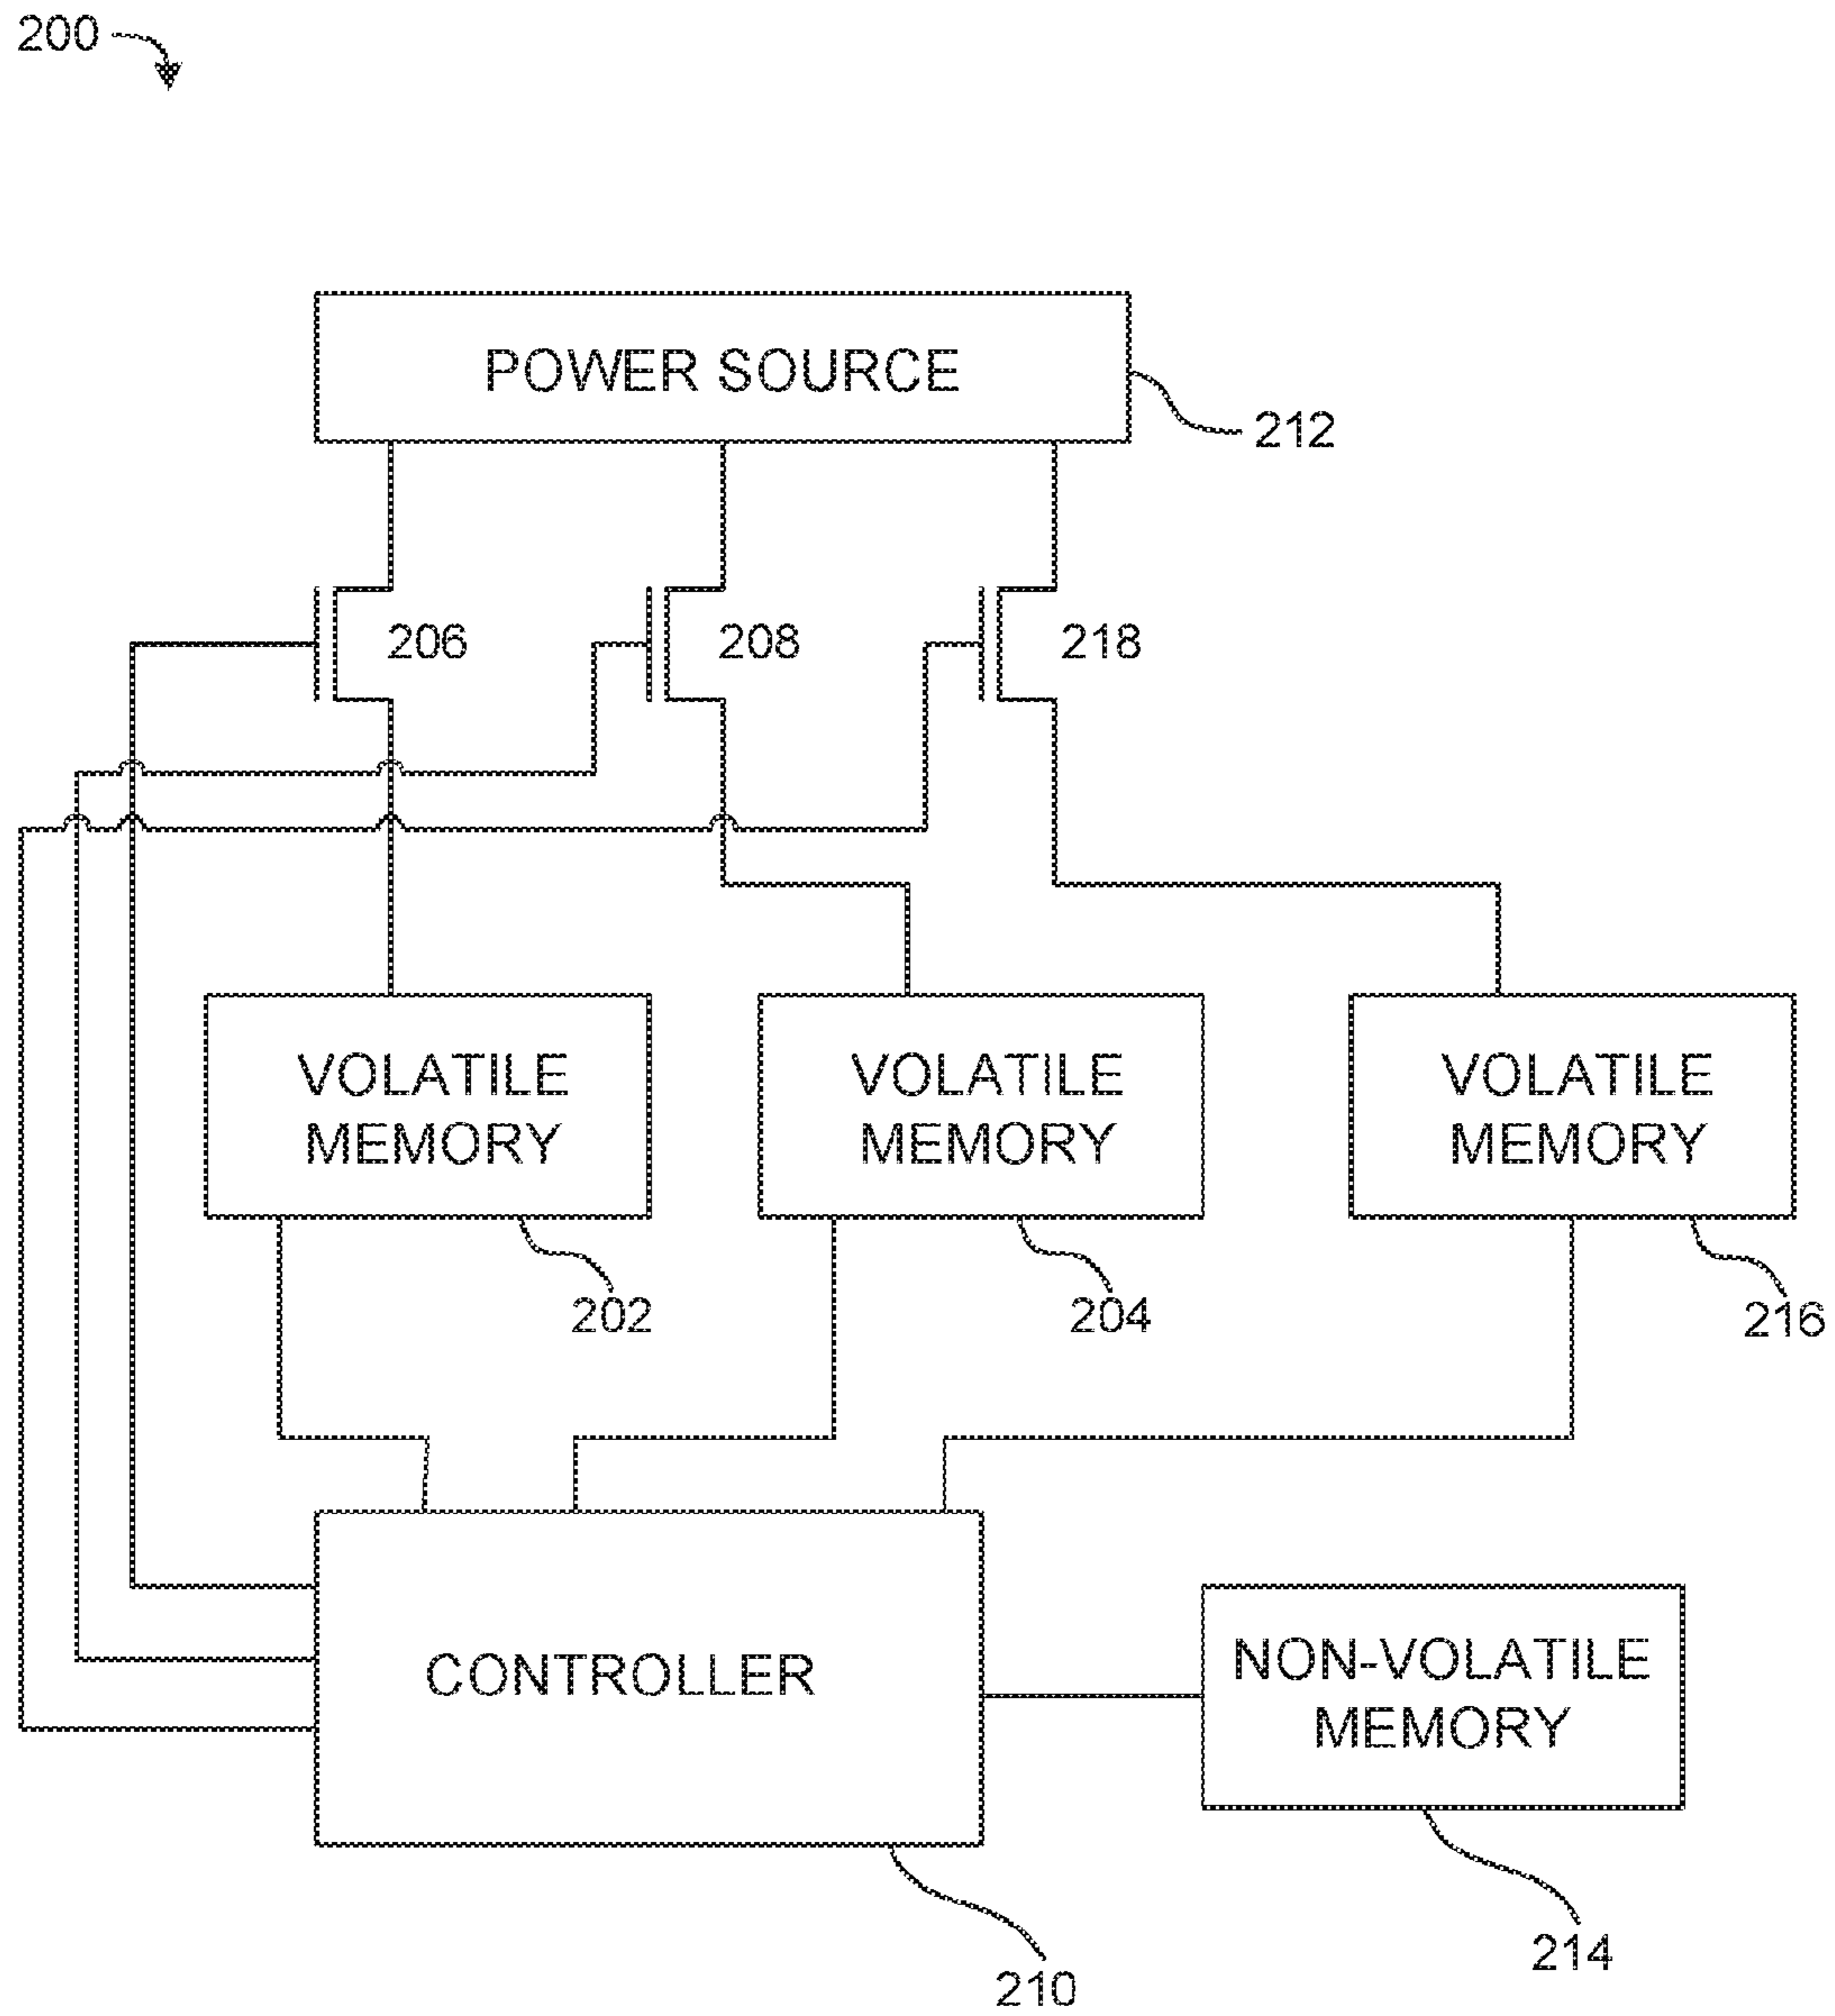 200
POWER SOURCE
212
206
208
218
VOLATILE
MEMORY
202
VOLATILE
MEMORY
204
VOLATILE
MEMORY
216
CONTROLLER
210
NON-VOLATILE
MEMORY
214